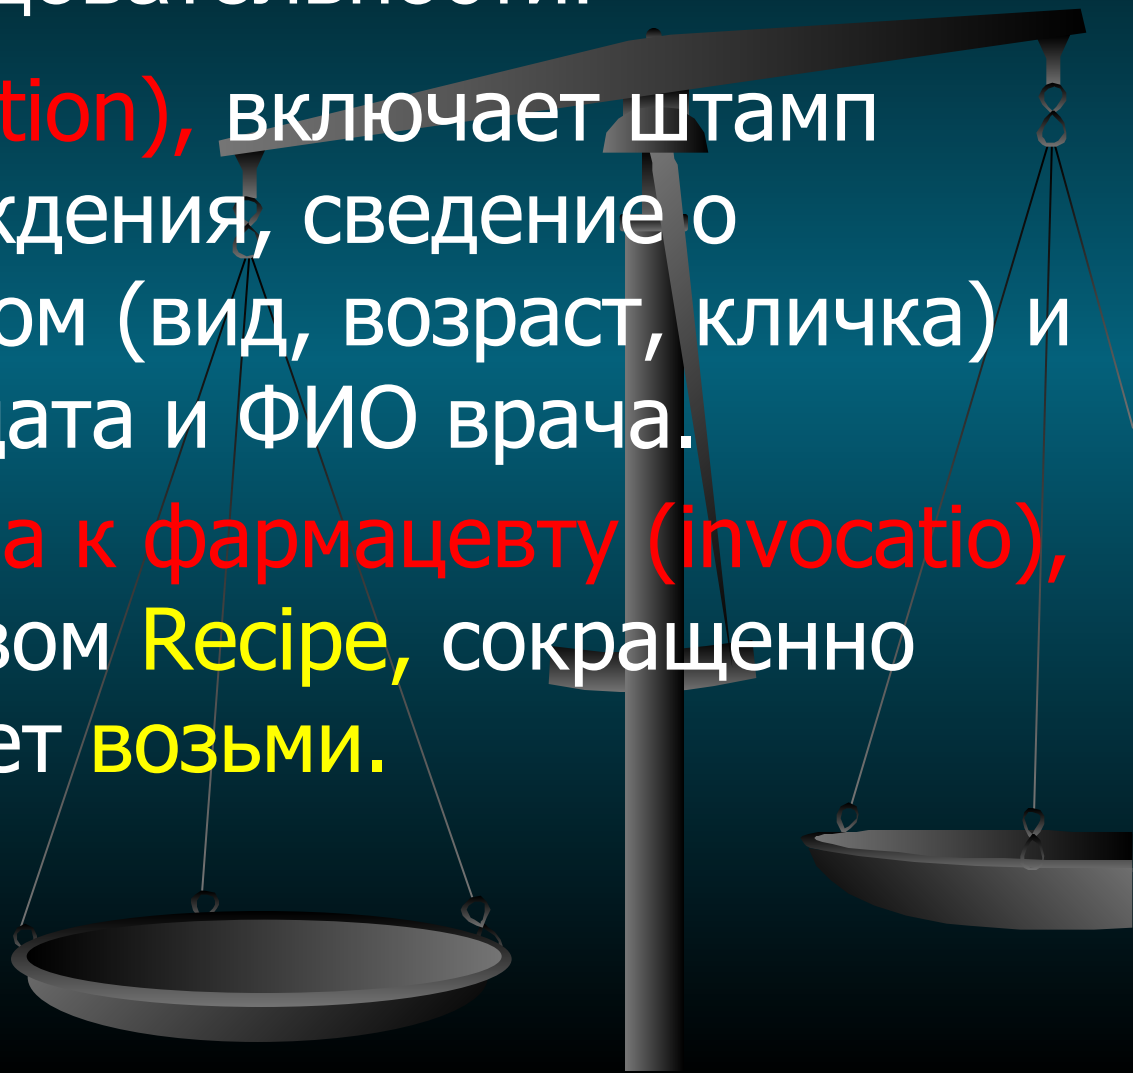 довательности.
tion), включает штамп
ждения, сведение о
ом (вид, возраст, кличка) и
дата и ФИО врача.
а к фармацевту (invocatio),
вом Recipe, сокращенно
ет возьми.